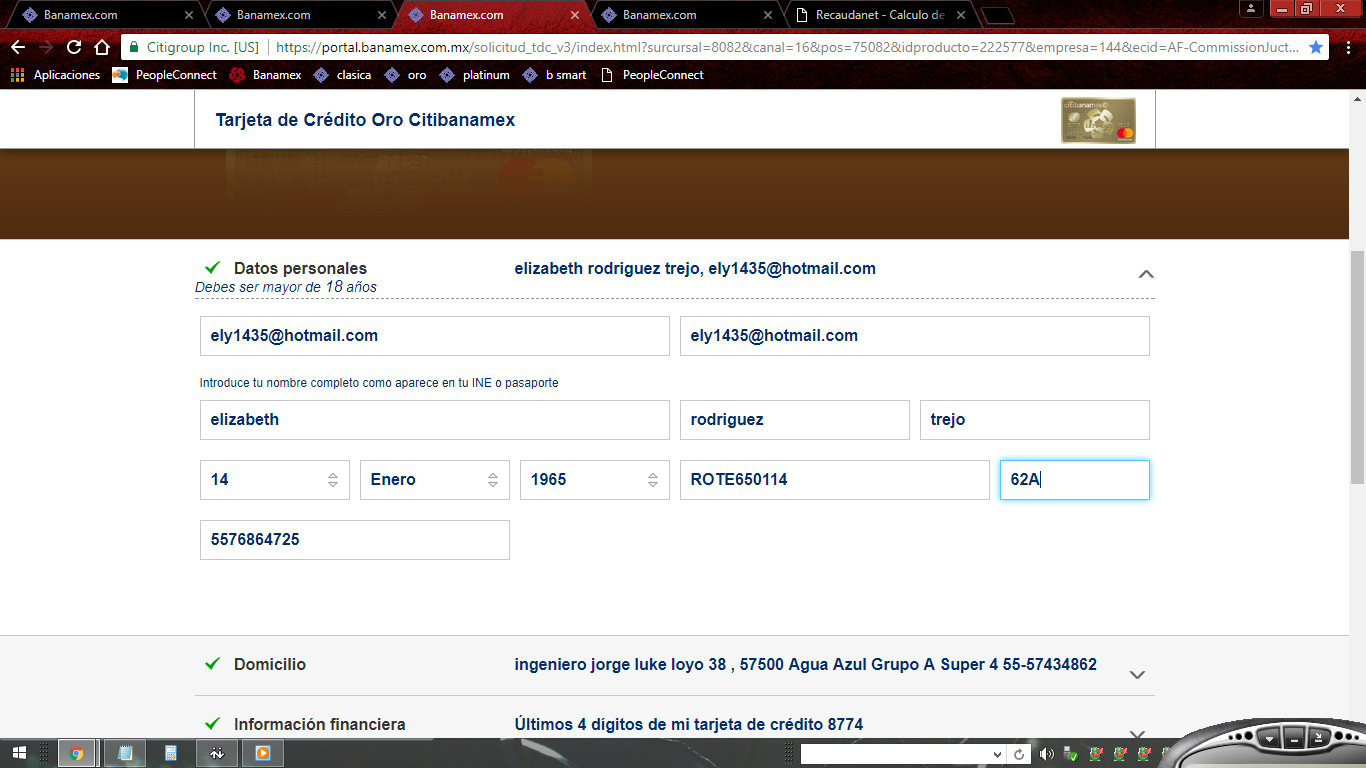 Banamex.com Banamex.com Banamex.com Banamex.com Recaudanet - Calculo de
Citigroup Inc. [US] https://portal.banamex.com.mx/solicitud_tdc_v3/index.html?surcursal=8082&canal=16&pos=75082&idproducto=222577&empresa=144&ecid=AF-CommissionJuct...
Aplicaciones PeopleConnect Banamex clasica oro platinum b smart PeopleConnect
Tarjeta de Crédito Oro Citibanamex
citibanamex
Datos personales elizabeth rodriguez trejo, ely1435@hotmail.com
Debes ser mayor de 18 años
ely1435@hotmail.com ely1435@hotmail.com
Introduce tu nombre completo como aparece en tu INE o pasaporte
elizabeth rodriguez trejo
14 Enero 1965 ROTE650114 62A
5576864725
Domicilio ingeniero jorge luke loyo 38 , 57500 Agua Azul Grupo A Super 4 55-57434862
Información financiera Últimos 4 dígitos de mi tarjeta de crédito 8774